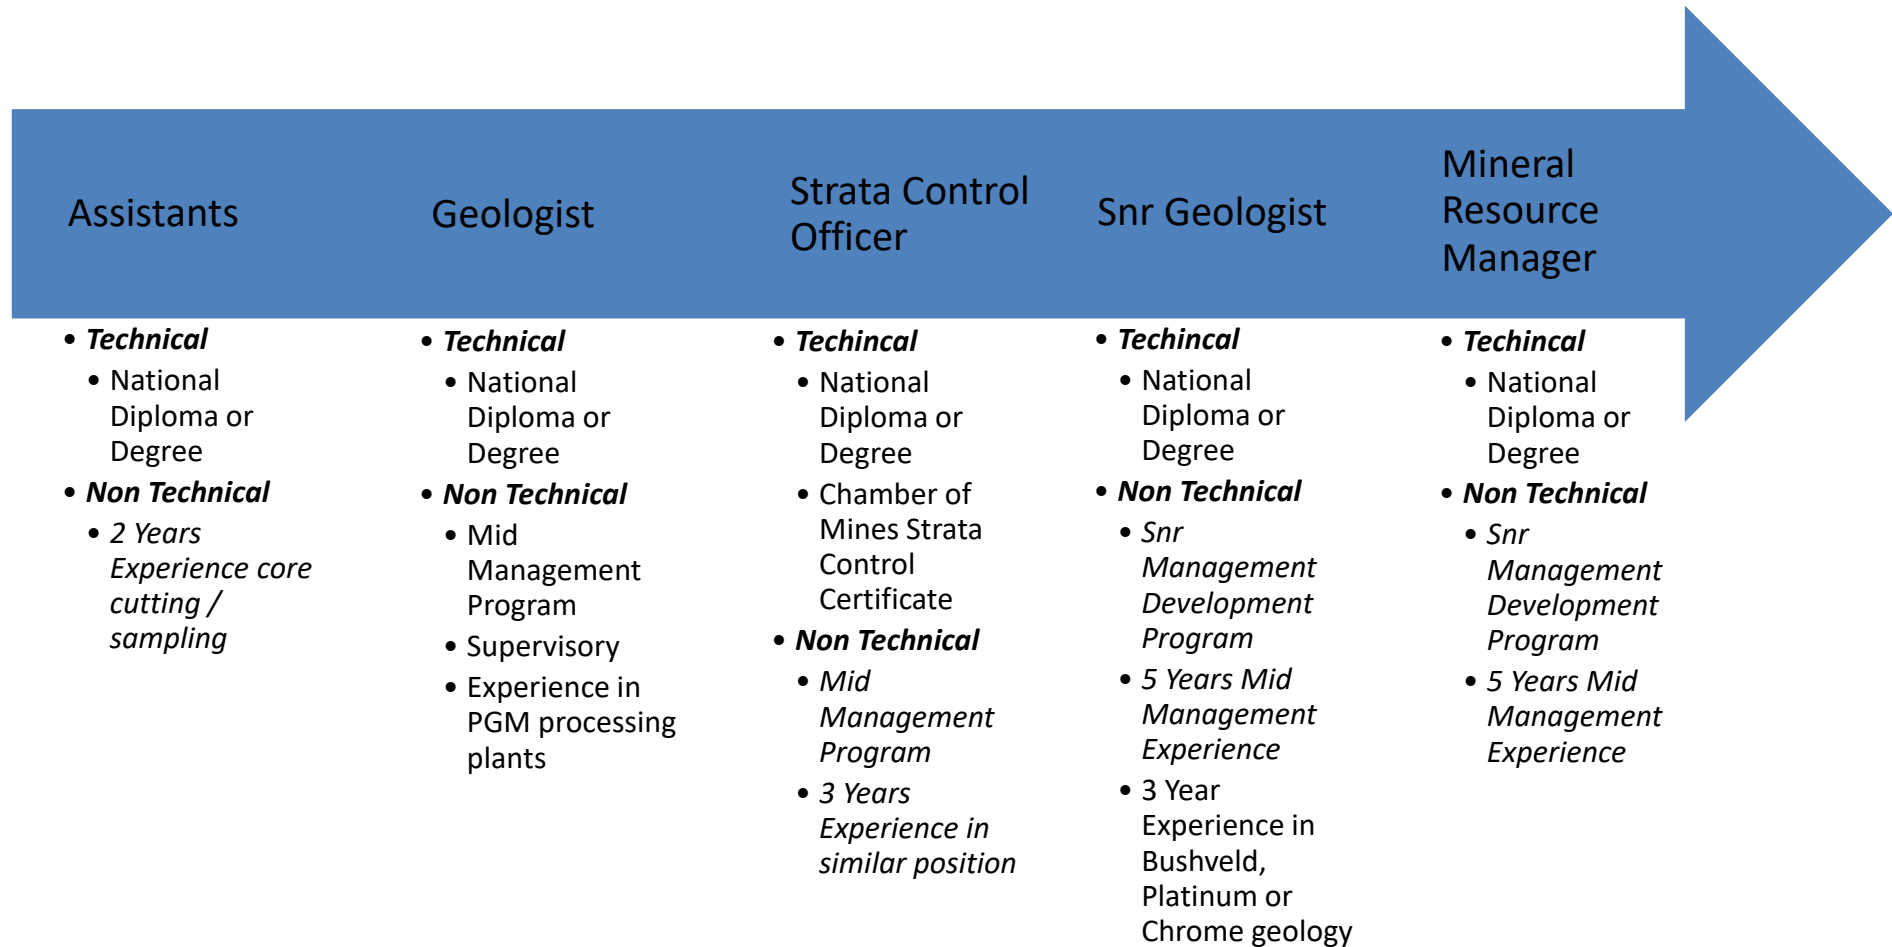 Assistants
Geologist
Strata Control
Officer
Snr Geologist
Mineral
Resource
Manager
• Technical
• National
Diploma or
Degree
• Non Technical
• 2 Years
Experience core
cutting /
sampling
• Technical
• National
Diploma or
Degree
• Non Technical
• Mid
Management
Program
• Supervisory
• Experience in
PGM processing
plants
• Techincal
• National
Diploma or
Degree
• Chamber of
Mines Strata
Control
Certificate
• Non Technical
• Mid
Management
Program
• 3 Years
Experience in
similar position
• Techincal
• National
Diploma or
Degree
• Non Technical
• Snr
Management
Development
Program
• 5 Years Mid
Management
Experience
• 3 Year
Experience in
Bushveld,
Platinum or
Chrome geology
• Techincal
• National
Diploma or
Degree
• Non Technical
• Snr
Management
Development
Program
• 5 Years Mid
Management
Experience